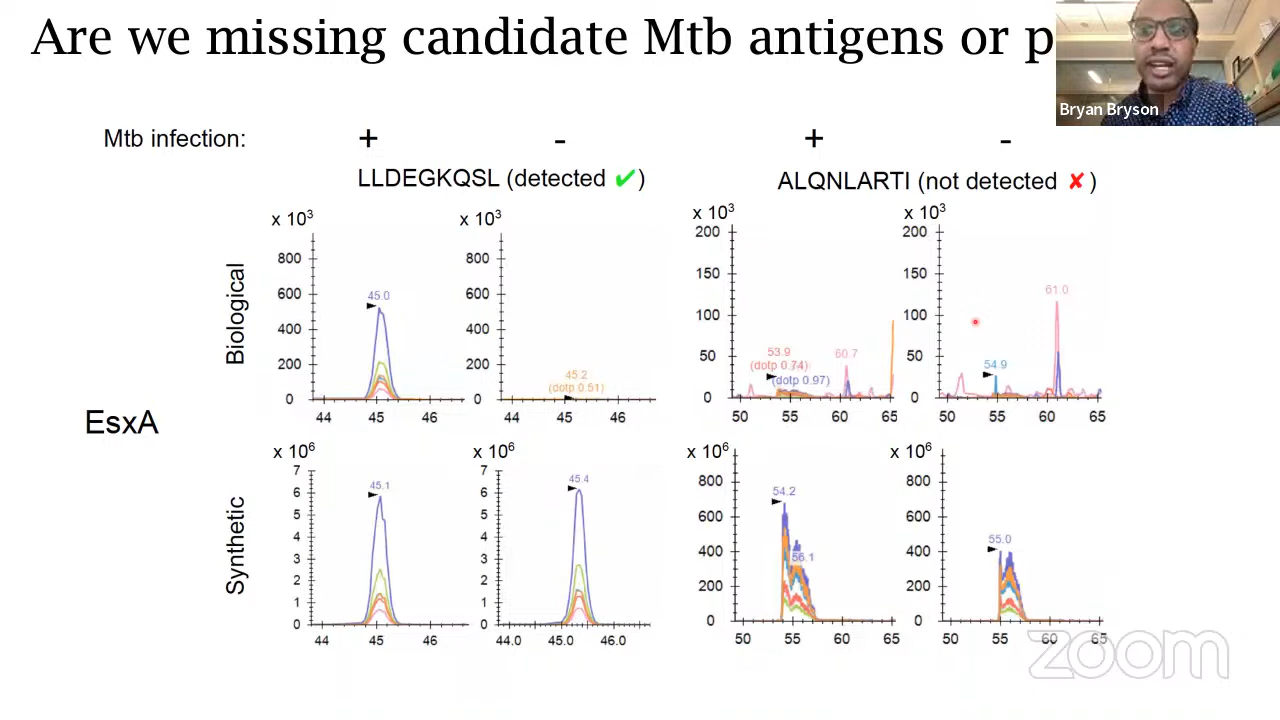 Are we missing candidate Mtb antigens or p
Bryan Bryson
Mtb infection: + - + -
LLDEGKQSL (detected ✔) ALQNLARTI (not detected ✘)
x 10³ x 10³ x 10³ x 10³
Biological
800
600
400
200
0
45.0
44 45 46
800
600
400
200
0
45.2
(dotp 0.51)
44 45 46
200
150
100
50
0
53.9
(dotp 0.74)
(dotp 0.97)
60.7
50 55 60 65
200
150
100
50
0
54.9
61.0
50 55 60 65
EsxA
x 10⁶ x 10⁶ x 10⁶ x 10⁶
Synthetic
7
6
5
4
3
2
1
0
45.1
44 45 46
7
6
5
4
3
2
1
0
45.4
44.0 45.0 46.0
800
600
400
200
0
54.2
56.1
50 55 60 65
800
600
400
200
0
55.0
50 55 60 65
zoom